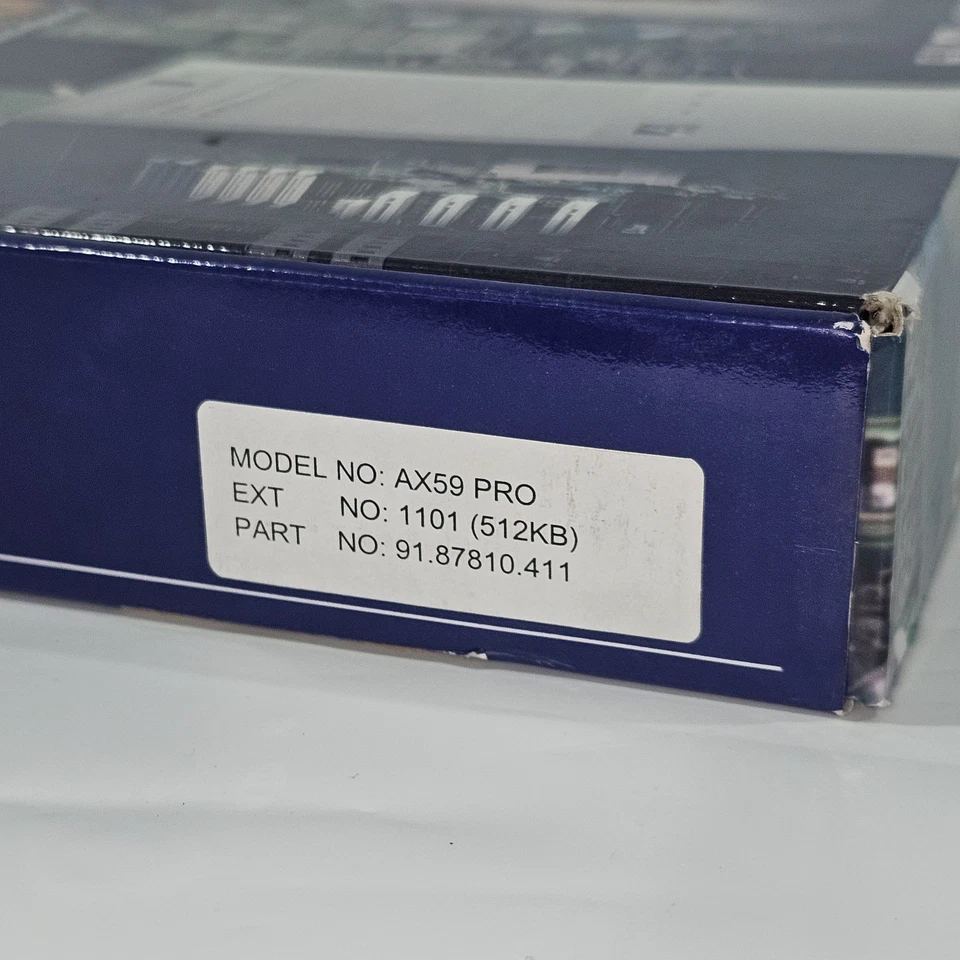 MODEL NO: AX59 PRO
EXT NO: 1101 (512KB)
PART NO: 91.87810.411